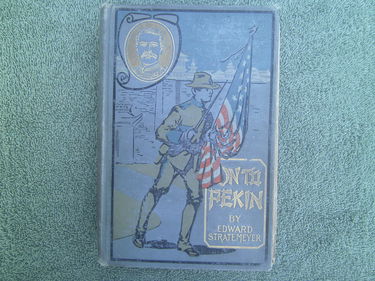 ON TO
PEKIN
BY
EDWARD
STRATEMEYER